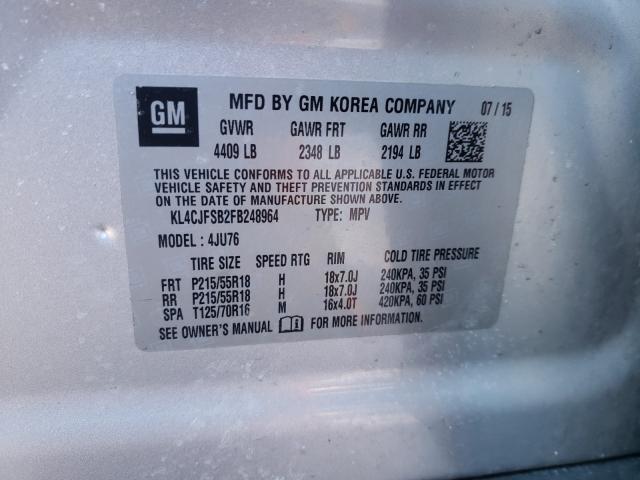 GM
MFD BY GM KOREA COMPANY 07/15
GVWR GAWR FRT GAWR RR
4409 LB 2348 LB 2194 LB
THIS VEHICLE CONFORMS TO ALL APPLICABLE U.S. FEDERAL MOTOR
VEHICLE SAFETY AND THEFT PREVENTION STANDARDS IN EFFECT
ON THE DATE OF MANUFACTURE SHOWN ABOVE.
KL4CJFSB2FB248964 TYPE: MPV
MODEL: 4JU76
TIRE SIZE SPEED RTG RIM COLD TIRE PRESSURE
FRT P215/55R18 H 18x7.0J 240KPA, 35 PSI
RR P215/55R18 H 18x7.0J 240KPA, 35 PSI
SPA T125/70R16 M 16x4.0T 420KPA, 60 PSI
SEE OWNER'S MANUAL FOR MORE INFORMATION.